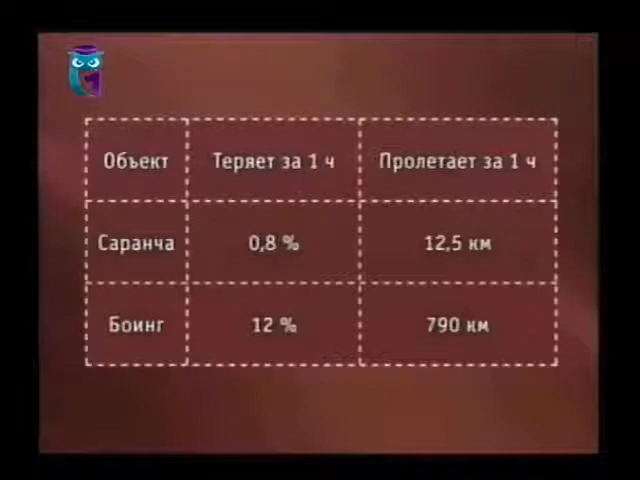 Объект Теряет за 1 ч Пролетает за 1 ч
Саранча 0,8 % 12,5 км
Боинг 12 % 790 км